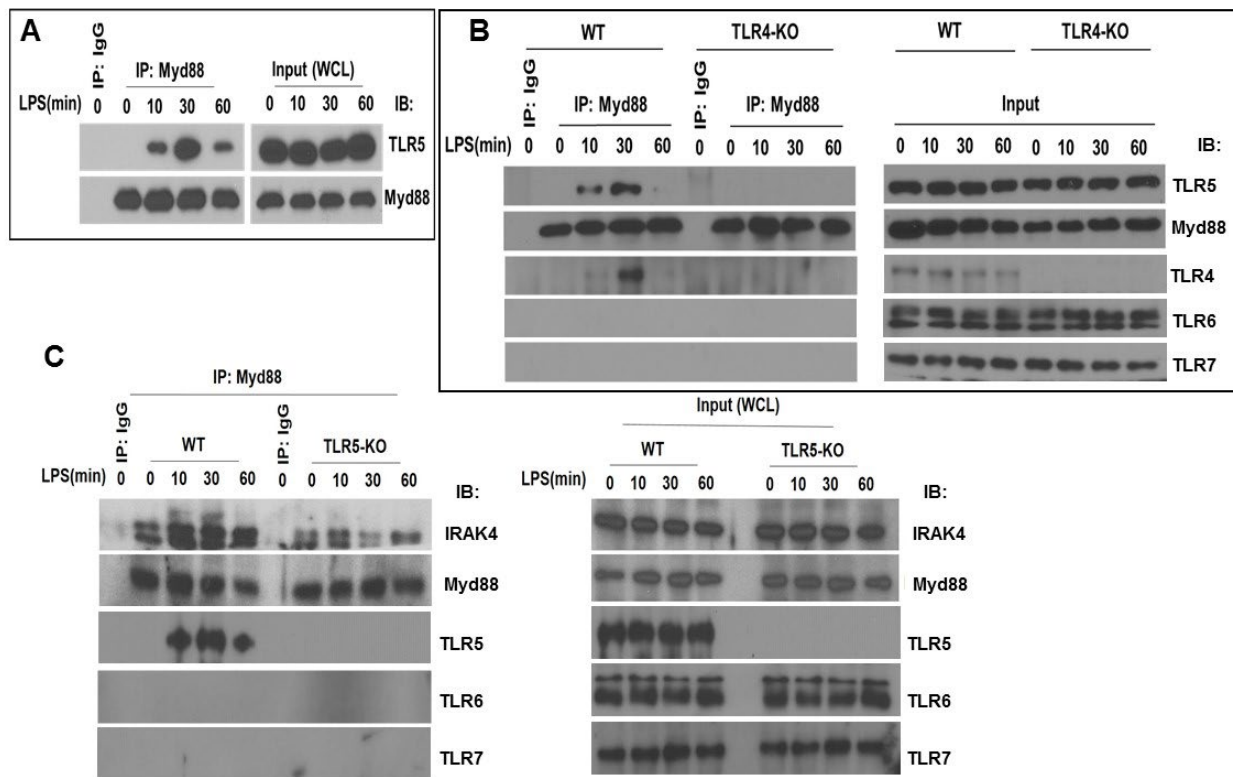 A
IP: IgG
IP: Myd88
Input (WCL)
LPS(min)
0
0
10
30
60
0
10
30
60
IB:
TLR5
Myd88
B
WT
TLR4-KO
WT
TLR4-KO
IP: IgG
IP: Myd88
IP: IgG
IP: Myd88
Input
LPS(min)
0
0
10
30
60
0
0
10
30
60
0
10
30
60
0
10
30
60
IB:
TLR5
Myd88
TLR4
TLR6
TLR7
C
IP: Myd88
IP: IgG
WT
IP: IgG
TLR5-KO
LPS(min)
0
0
10
30
60
0
0
10
30
60
IB:
IRAK4
Myd88
TLR5
TLR6
TLR7
Input (WCL)
WT
TLR5-KO
LPS(min)
0
10
30
60
0
10
30
60
IB:
IRAK4
Myd88
TLR5
TLR6
TLR7